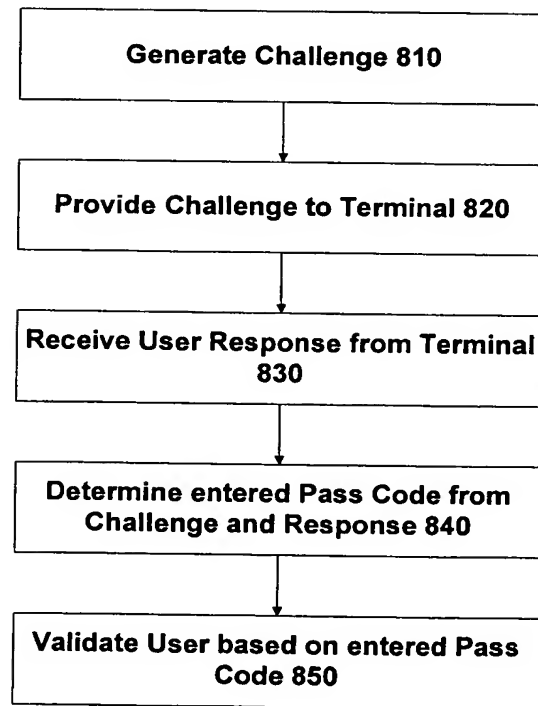 Generate Challenge 810
Provide Challenge to Terminal 820
Receive User Response from Terminal
830
Determine entered Pass Code from
Challenge and Response 840
Validate User based on entered Pass
Code 850